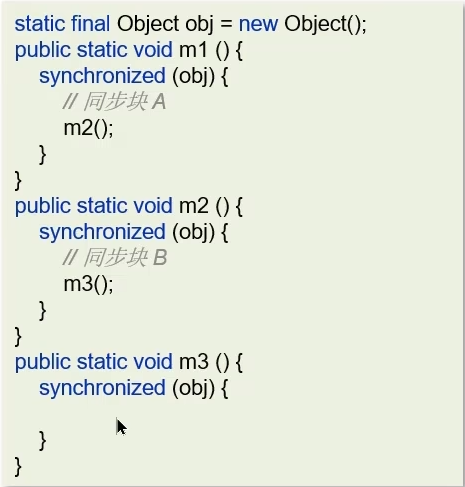 static final Object obj = new Object();
public static void m1 () {
synchronized (obj) {
// 同步块 A
m2();
}
}
public static void m2 () {
synchronized (obj) {
// 同步块 B
m3();
}
}
public static void m3 () {
synchronized (obj) {
}
}